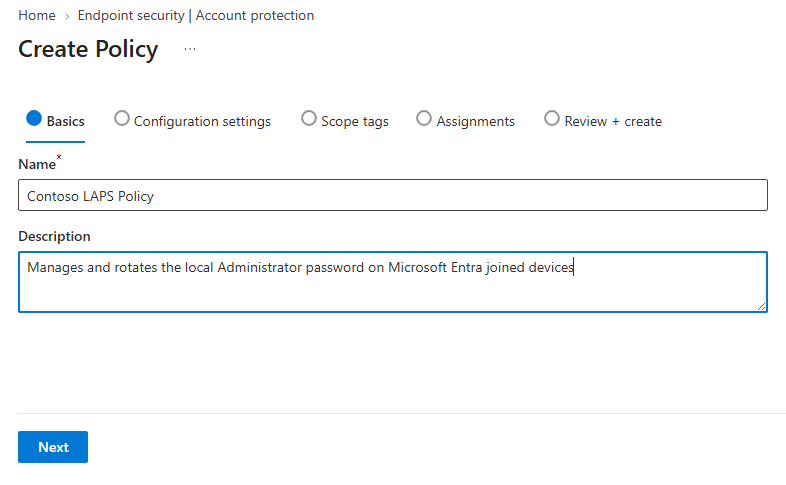 Home > Endpoint security | Account protection
Create Policy ...
Basics Configuration settings Scope tags Assignments Review + create
Name*
Contoso LAPS Policy
Description
Manages and rotates the local Administrator password on Microsoft Entra joined devices
Next